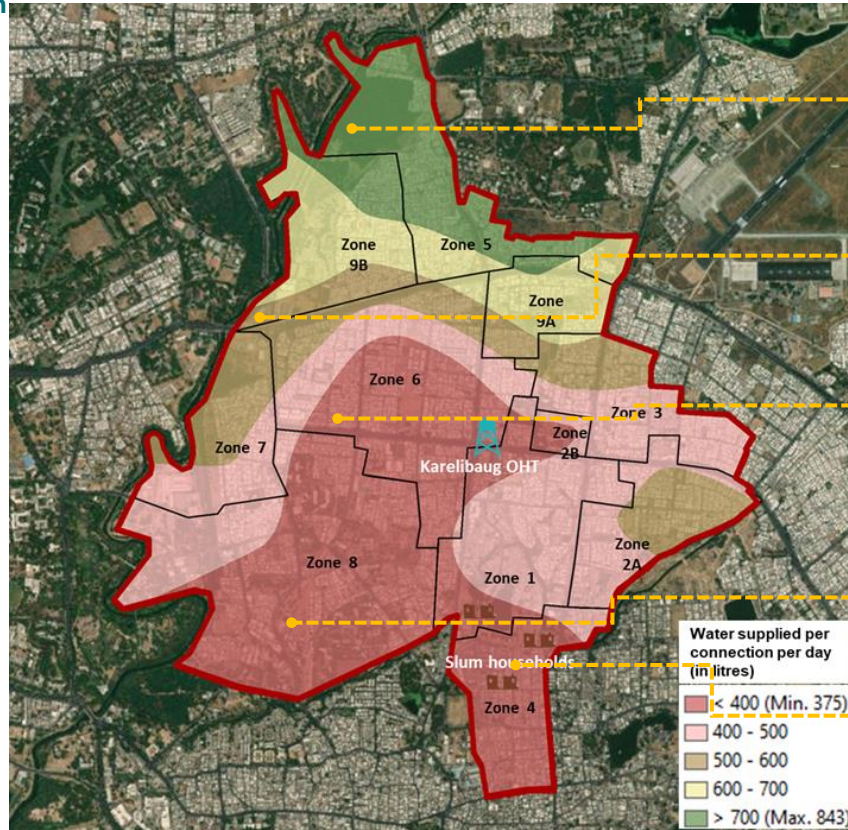 n
Zone
9B
Zone 5
Zone
9A
Zone 6
Zone 3
Zone
2B
Karelibaug OHT
Zone 7
Zone 8
Zone
2A
Zone 1
Slum households
Zone 4
Water supplied per
connection per day
(in litres)
< 400 (Min. 375)
400 - 500
500 - 600
600 - 700
> 700 (Max. 843)